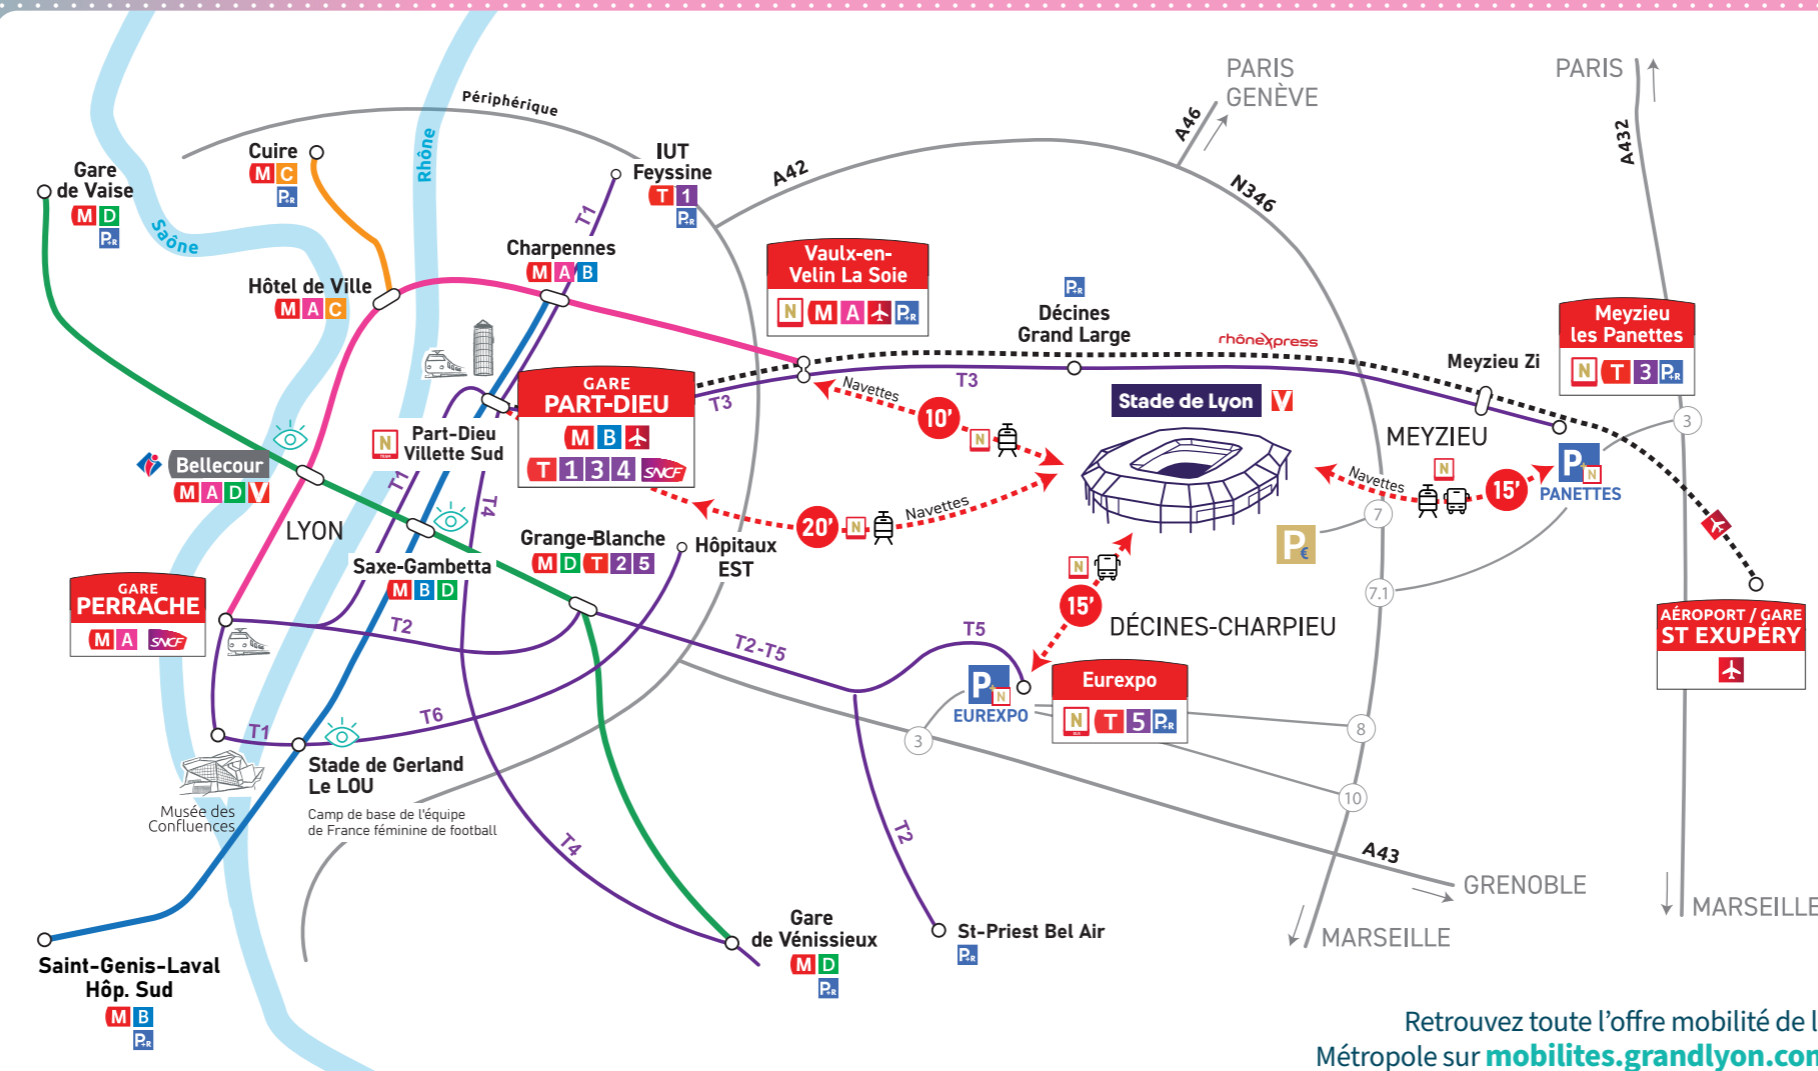 PARIS
GENÈVE
PARIS
A46
A432
Périphérique
Rhône
Saône
Gare
de Vaise
M D
P+R
Cuire
M C
P+R
IUT
Feyssine
T 1
P+R
T1
A42
N346
Charpennes
M A B
Hôtel de Ville
M A C
Vaulx-en-
Velin La Soie
N M A P+R
P+R
Décines
Grand Large
rhônexpress
Meyzieu Zi
Meyzieu
les Panettes
N T 3 P+R
3
GARE
PART-DIEU
M B
T 1 3 4 SNCF
T3
T3
Navettes
10'
N
Stade de Lyon V
N
Part-Dieu
Villette Sud
Bellecour
M A D V
T1
T4
MEYZIEU
N
Navettes
15'
P+N
PANETTES
LYON
20'
N
Navettes
7
P€
Saxe-Gambetta
M B D
Grange-Blanche
M D T 2 5
Hôpitaux
EST
N
15'
7.1
DÉCINES-CHARPIEU
GARE
PERRACHE
M A SNCF
T2
T2-T5
T5
AÉROPORT / GARE
ST EXUPÉRY
P+N
EUREXPO
Eurexpo
N T 5 P+R
T1
T6
3
8
10
Stade de Gerland
Le LOU
Camp de base de l'équipe
de France féminine de football
Musée des
Confluences
T4
T2
A43
GRENOBLE
MARSEILLE
MARSEILLE
Gare
de Vénissieux
M D
P+R
St-Priest Bel Air
P+R
Saint-Genis-Laval
Hôp. Sud
M B
P+R
Retrouvez toute l'offre mobilité de l
Métropole sur mobilites.grandlyon.com